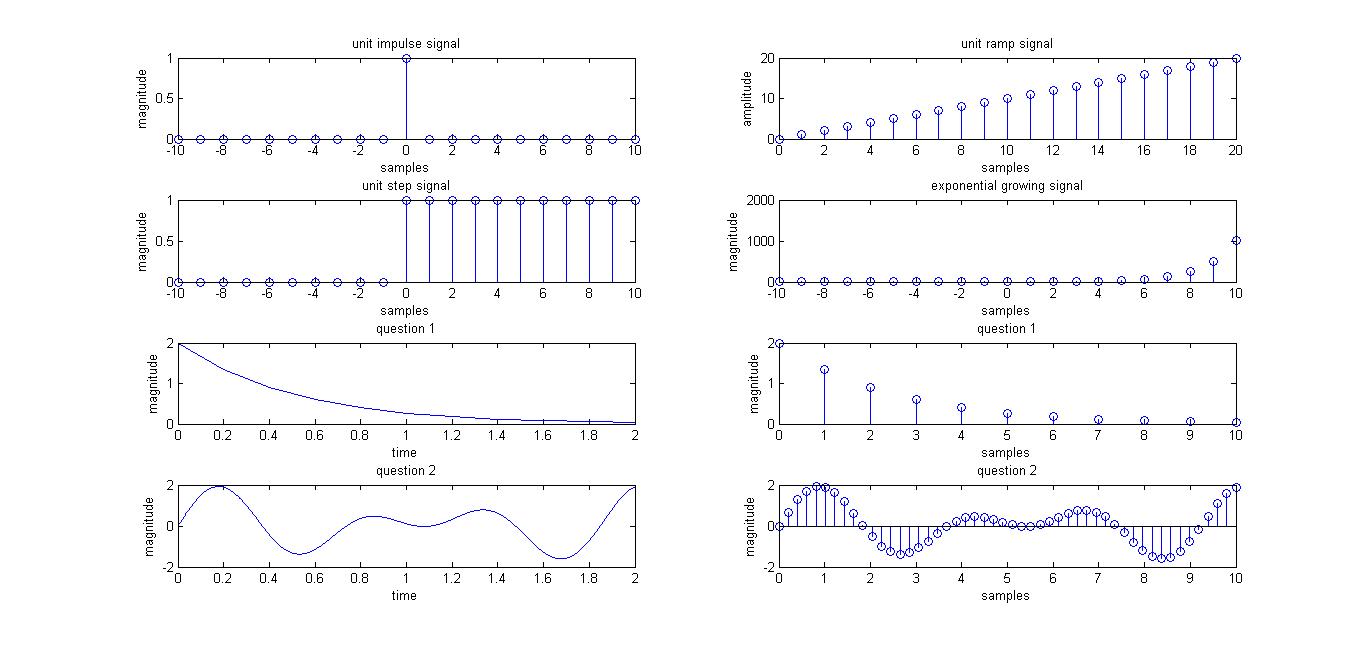 unit impulse signal
1
0.5
0
magnitude
-10 -8 -6 -4 -2 0 2 4 6 8 10
samples
unit ramp signal
20
10
0
amplitude
0 2 4 6 8 10 12 14 16 18 20
samples
unit step signal
1
0.5
0
magnitude
-10 -8 -6 -4 -2 0 2 4 6 8 10
samples
exponential growing signal
2000
1000
0
magnitude
-10 -8 -6 -4 -2 0 2 4 6 8 10
samples
question 1
2
1
0
magnitude
0 0.2 0.4 0.6 0.8 1 1.2 1.4 1.6 1.8 2
time
question 1
2
1
0
magnitude
0 1 2 3 4 5 6 7 8 9 10
samples
question 2
2
0
-2
magnitude
0 0.2 0.4 0.6 0.8 1 1.2 1.4 1.6 1.8 2
time
question 2
2
0
-2
magnitude
0 1 2 3 4 5 6 7 8 9 10
samples